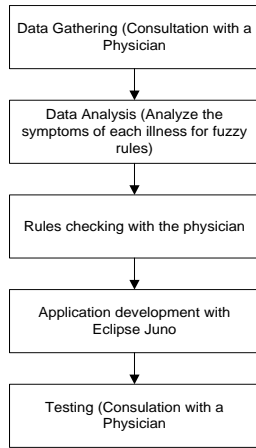 Data Gathering (Consultation with a
Physician
Data Analysis (Analyze the
symptoms of each illness for fuzzy
rules)
Rules checking with the physician
Application development with
Eclipse Juno
Testing (Consulation with a
Physician